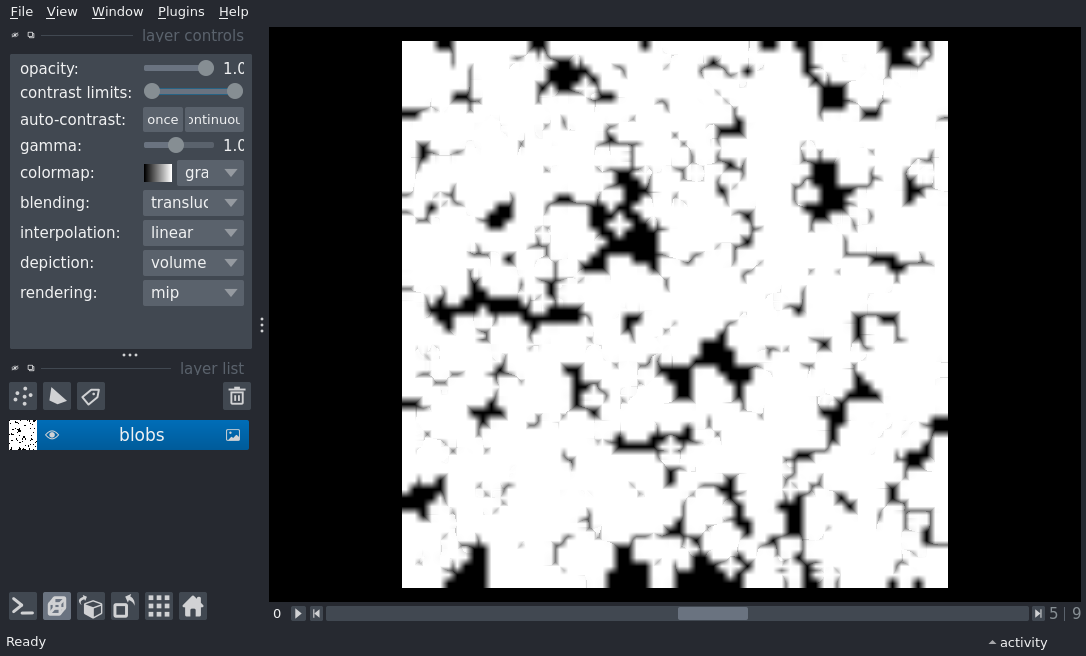 File View Window Plugins Help
layer controls
opacity: 1.0
contrast limits:
auto-contrast: once ontinuou
gamma: 1.0
colormap: gra
blending: transluc
interpolation: linear
depiction: volume
rendering: mip
layer list
blobs
0 5 | 9
Ready activity